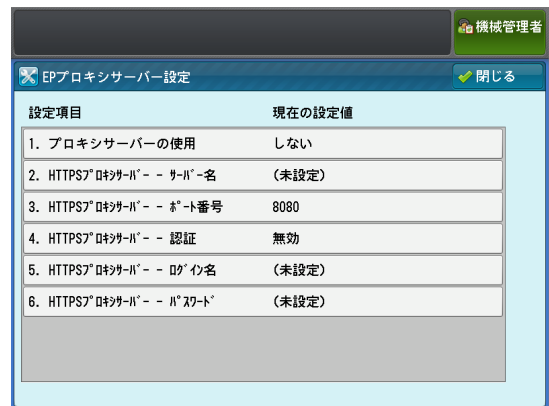 機械管理者
EPプロキシサーバー設定
閉じる
設定項目 現在の設定値
1. プロキシサーバーの使用 しない
2. HTTPSﾌﾟﾛｷｼｻｰﾊﾞｰ - ｻｰﾊﾞｰ名 (未設定)
3. HTTPSﾌﾟﾛｷｼｻｰﾊﾞｰ - ﾎﾟｰﾄ番号 8080
4. HTTPSﾌﾟﾛｷｼｻｰﾊﾞｰ - 認証 無効
5. HTTPSﾌﾟﾛｷｼｻｰﾊﾞｰ - ﾛｸﾞｲﾝ名 (未設定)
6. HTTPSﾌﾟﾛｷｼｻｰﾊﾞｰ - ﾊﾟｽﾜｰﾄﾞ (未設定)